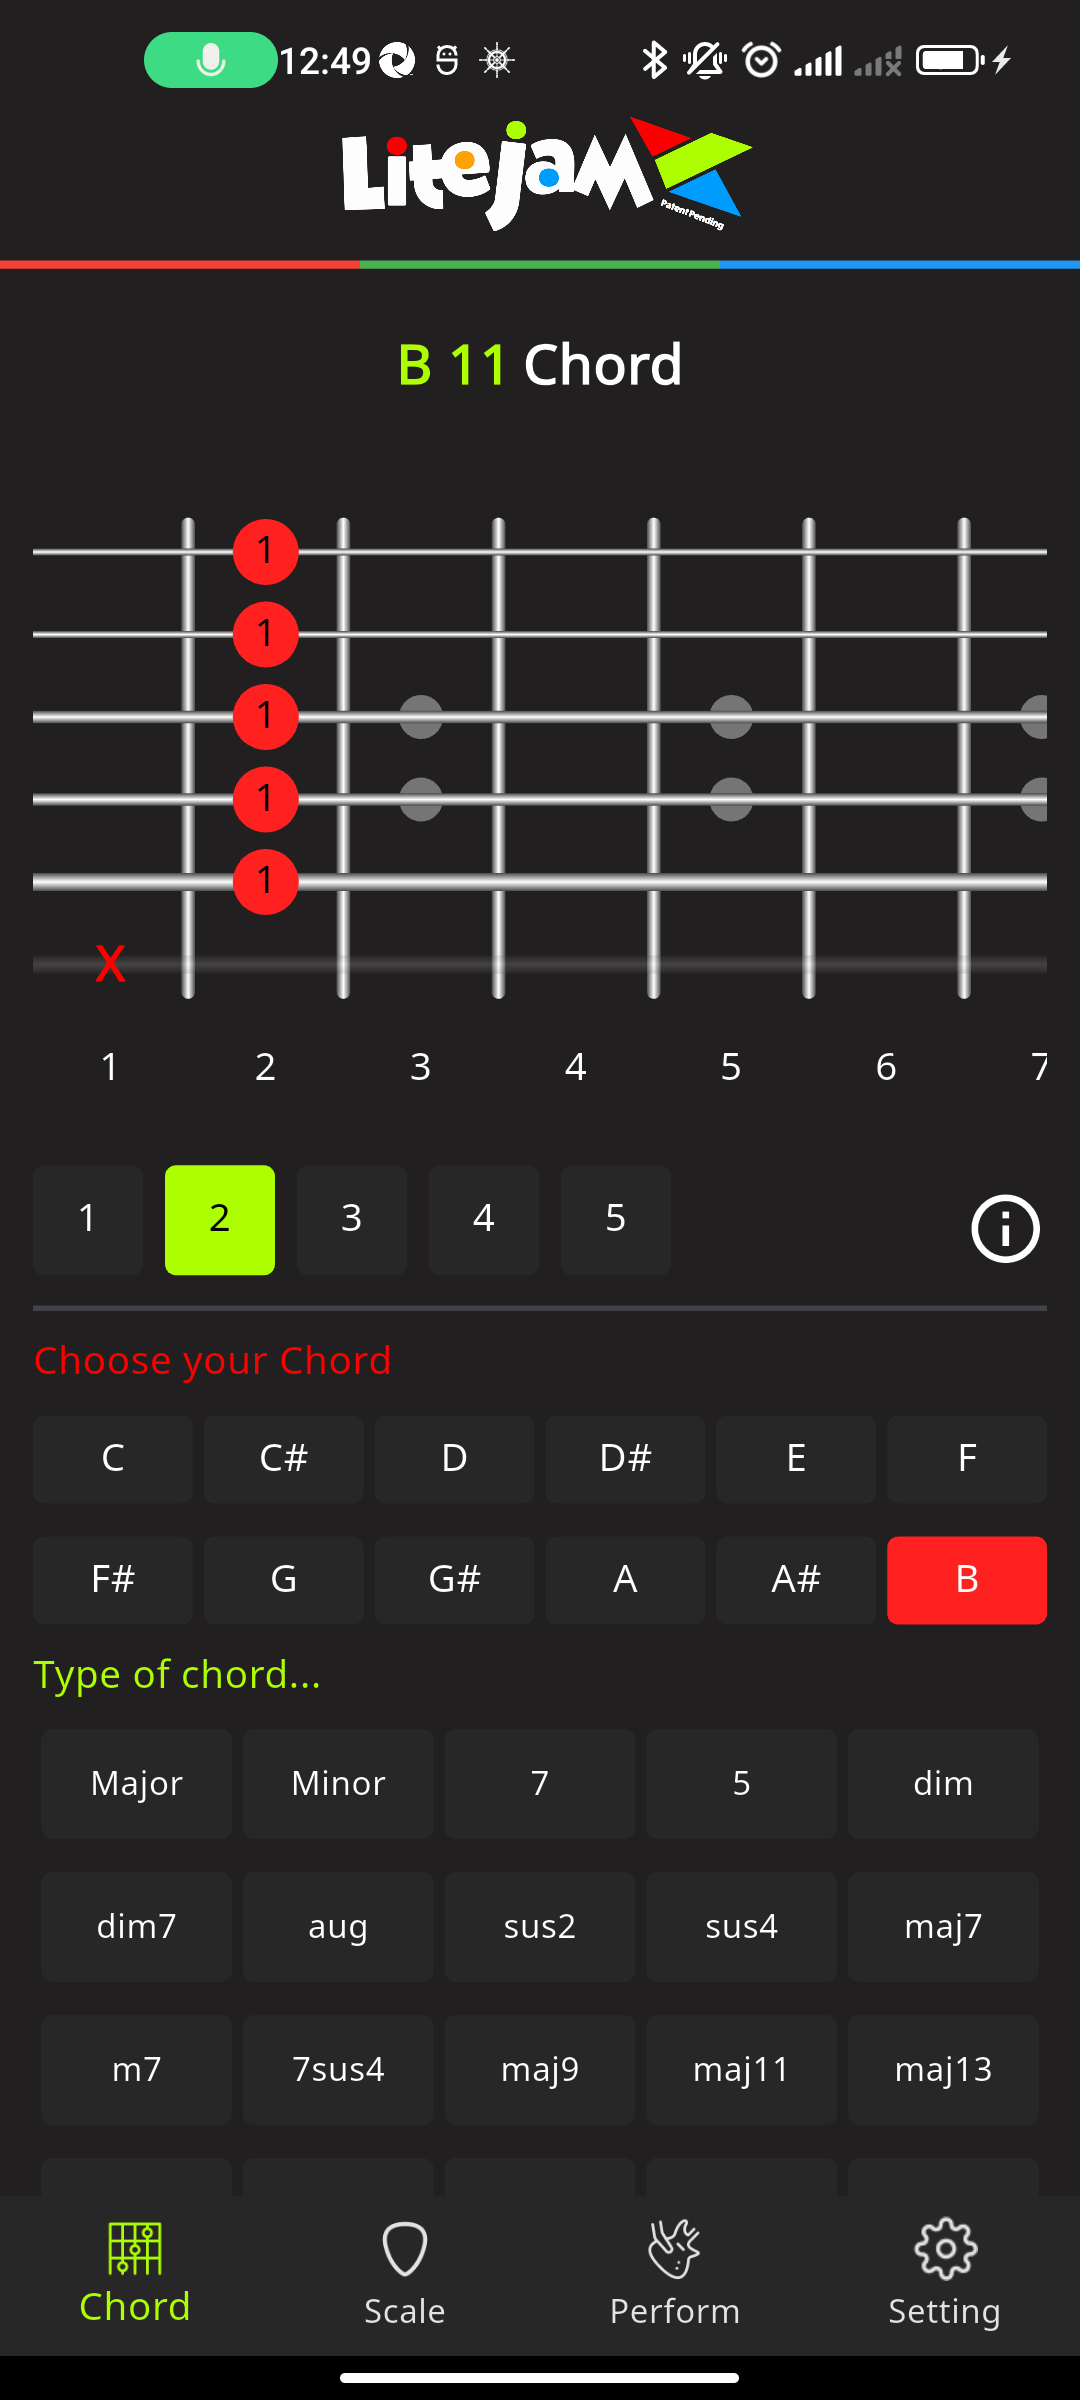 12:49
LiteJam
Patent Pending
B 11 Chord
1
1
1
1
1
X
1 2 3 4 5 6 7
1 2 3 4 5
Choose your Chord
C C# D D# E F
F# G G# A A# B
Type of chord...
Major Minor 7 5 dim
dim7 aug sus2 sus4 maj7
m7 7sus4 maj9 maj11 maj13
Chord Scale Perform Setting